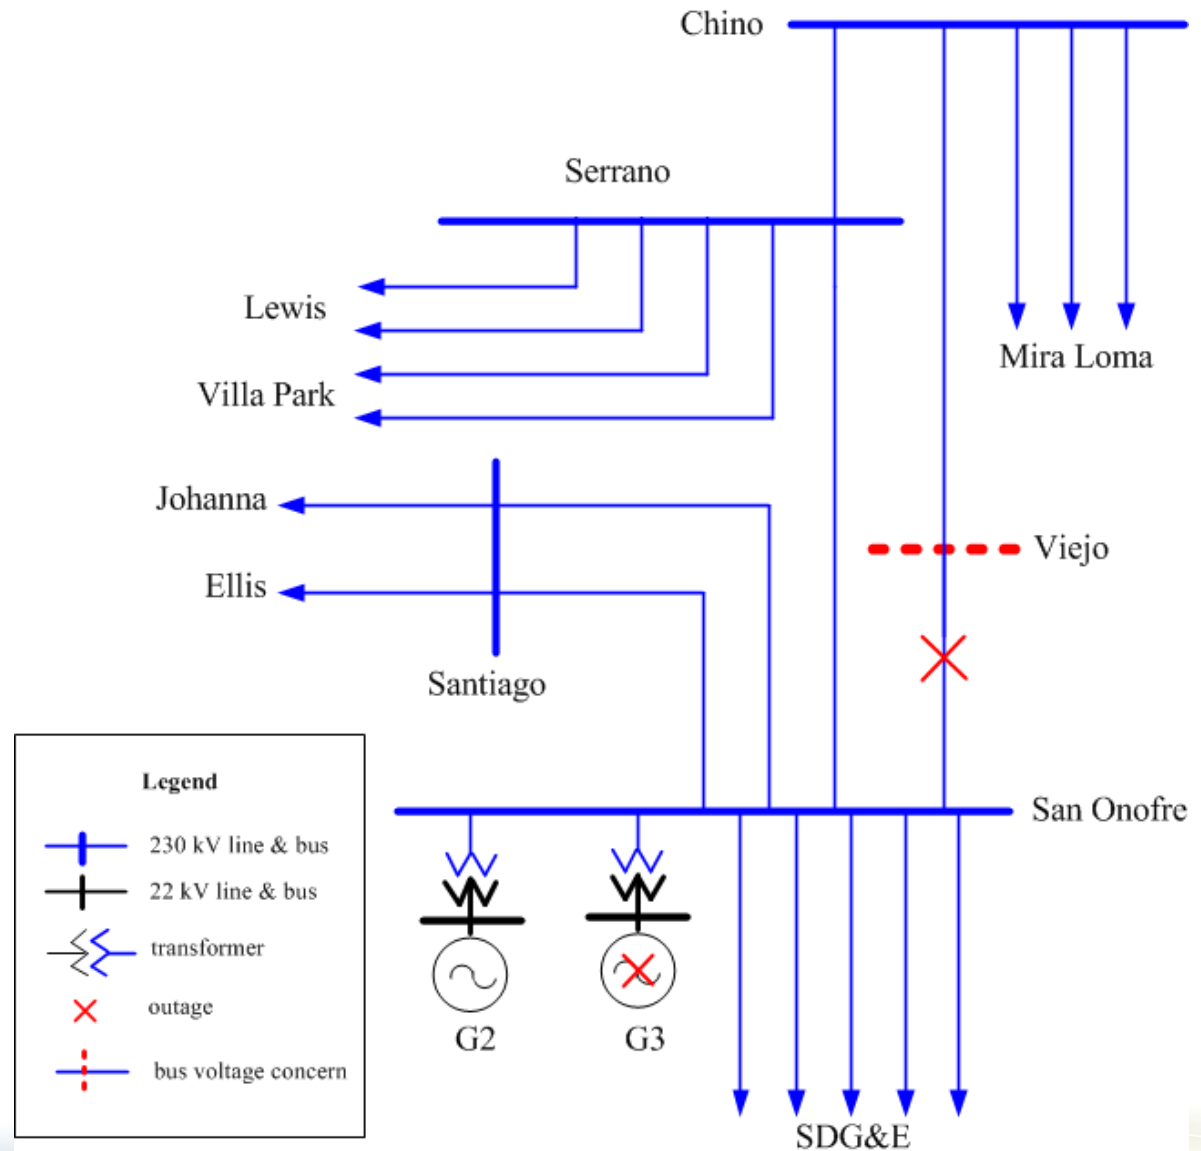 Chino
Serrano
Lewis
Mira Loma
Villa Park
Johanna
Viejo
Ellis
Santiago
Legend
San Onofre
230 kV line & bus
22 kV line & bus
transformer
outage
G2
G3
bus voltage concern
SDG&E